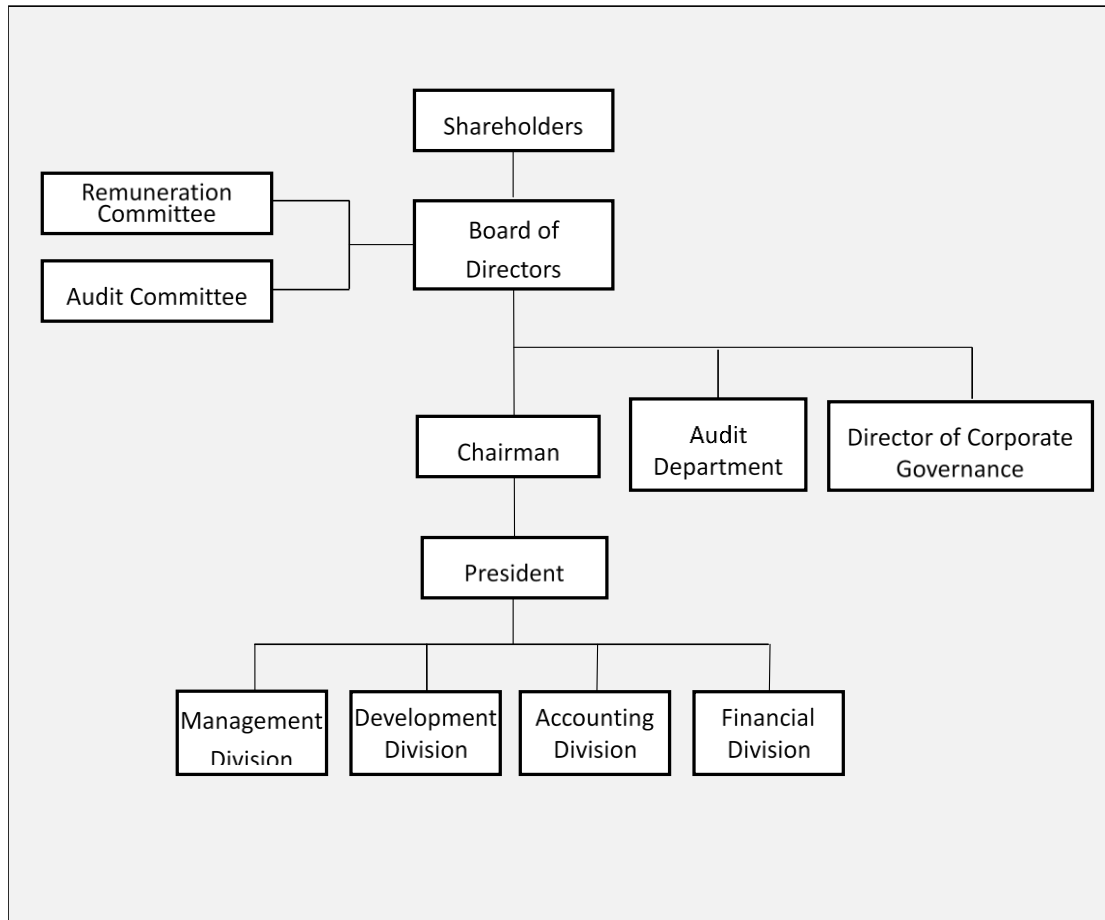 Shareholders
Remuneration
Committee
Board of
Directors
Audit Committee
Chairman
Audit
Department
Director of Corporate
Governance
President
Management
Division
Development
Division
Accounting
Division
Financial
Division